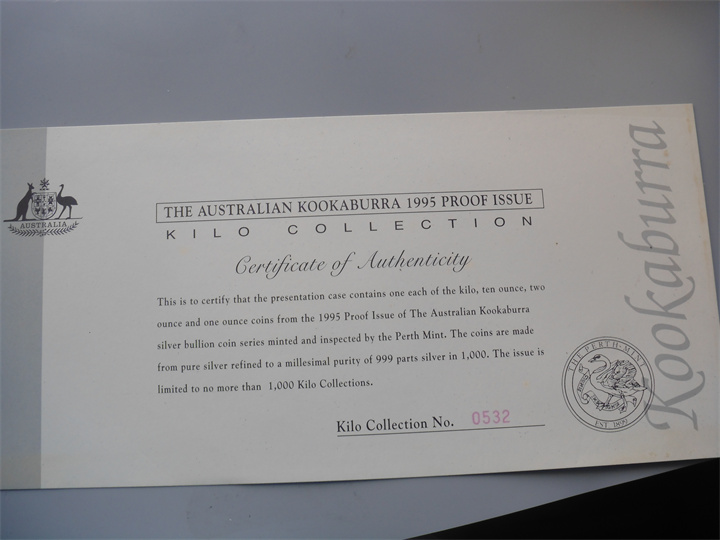 AUSTRALIA
THE AUSTRALIAN KOOKABURRA 1995 PROOF ISSUE
KILO COLLECTION
Certificate of Authenticity
This is to certify that the presentation case contains one each of the kilo, ten ounce, two
ounce and one ounce coins from the 1995 Proof Issue of The Australian Kookaburra
silver bullion coin series minted and inspected by the Perth Mint. The coins are made
from pure silver refined to a millesimal purity of 999 parts silver in 1,000. The issue is
limited to no more than 1,000 Kilo Collections.
Kilo Collection No. 0532
THE PERTH MINT
EST 1899
Kookaburra